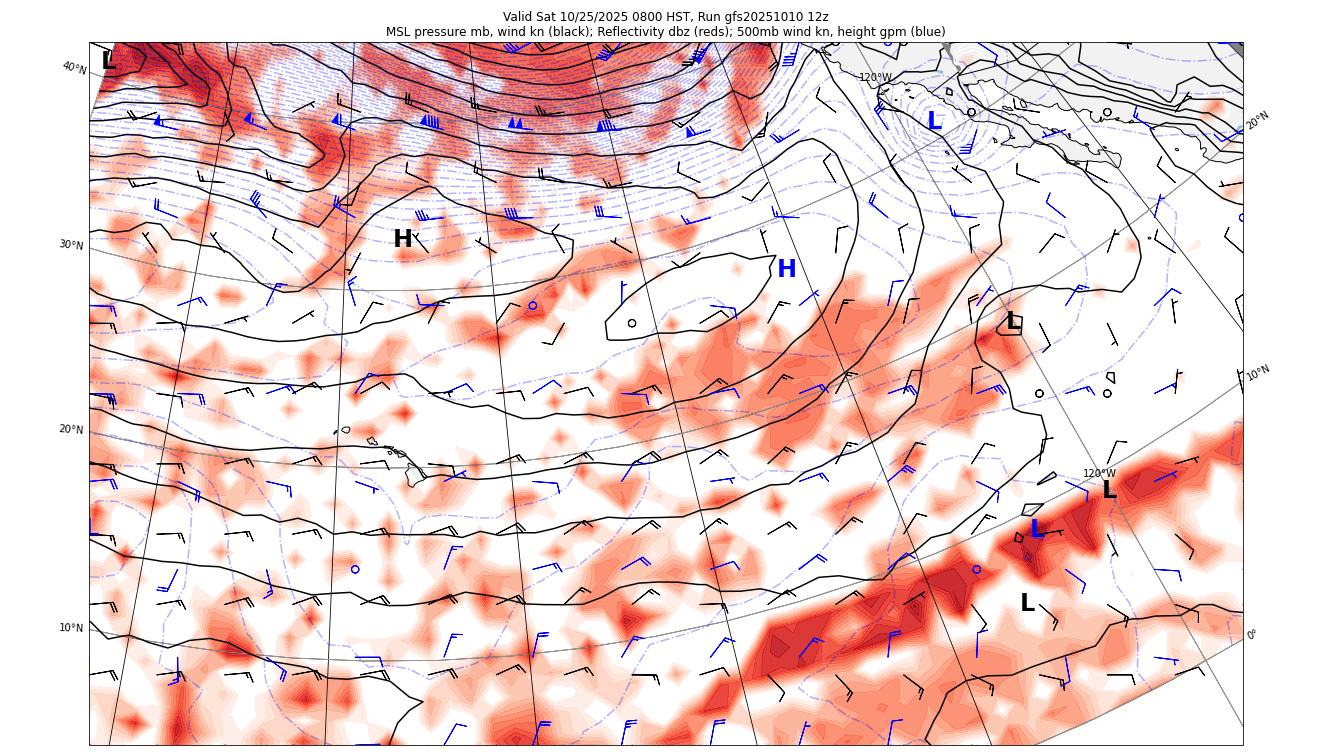 Valid Sat 10/25/2025 0800 HST, Run gfs20251010 12z
MSL pressure mb, wind kn (black); Reflectivity dbz (reds); 500mb wind kn, height gpm (blue)
L
40°N
120°W
L
20°N
H
30°N
H
L
10°N
20°N
120°W
L
L
L
10°N
0°